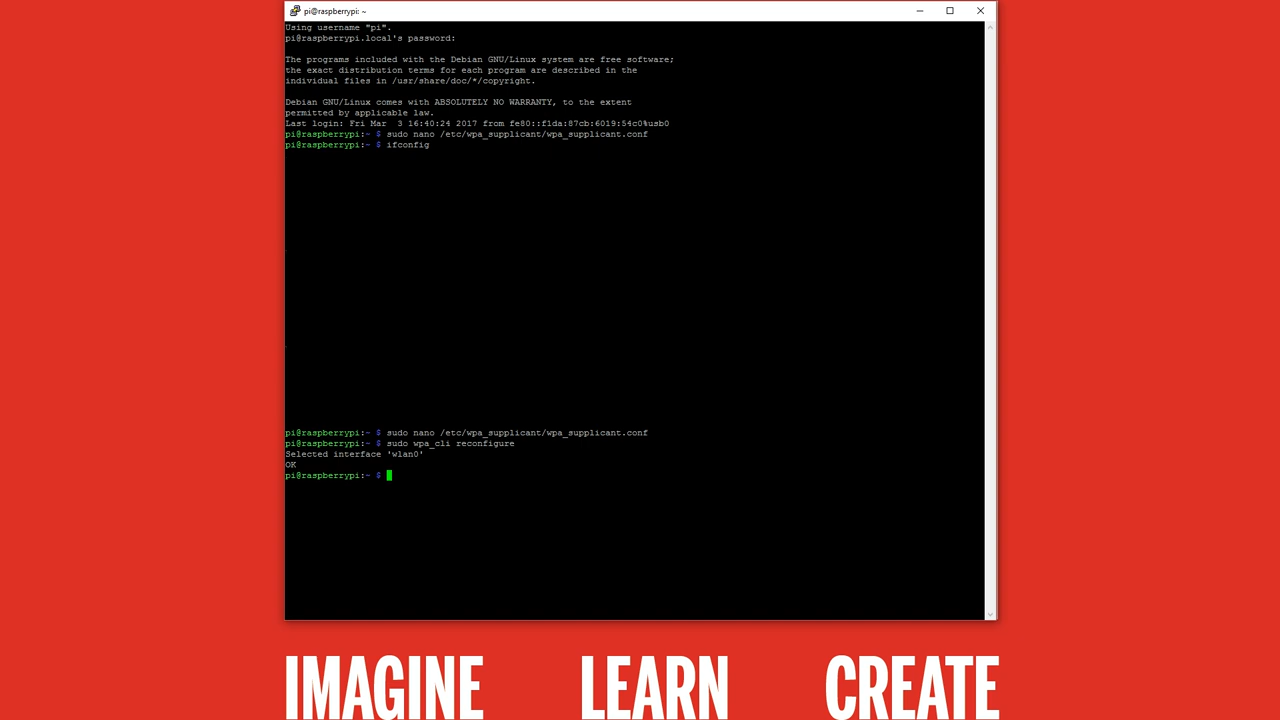 pi@raspberrypi: ~
Using username "pi".
pi@raspberrypi.local's password:
The programs included with the Debian GNU/Linux system are free software;
the exact distribution terms for each program are described in the
individual files in /usr/share/doc/*/copyright.
Debian GNU/Linux comes with ABSOLUTELY NO WARRANTY, to the extent
permitted by applicable law.
Last login: Fri Mar  3 16:40:24 2017 from fe80::f1da:87cb:6019:54c0%usb0
pi@raspberrypi:~ $ sudo nano /etc/wpa_supplicant/wpa_supplicant.conf
pi@raspberrypi:~ $ ifconfig
pi@raspberrypi:~ $ sudo nano /etc/wpa_supplicant/wpa_supplicant.conf
pi@raspberrypi:~ $ sudo wpa_cli reconfigure
Selected interface 'wlan0'
OK
pi@raspberrypi:~ $
IMAGINE LEARN CREATE